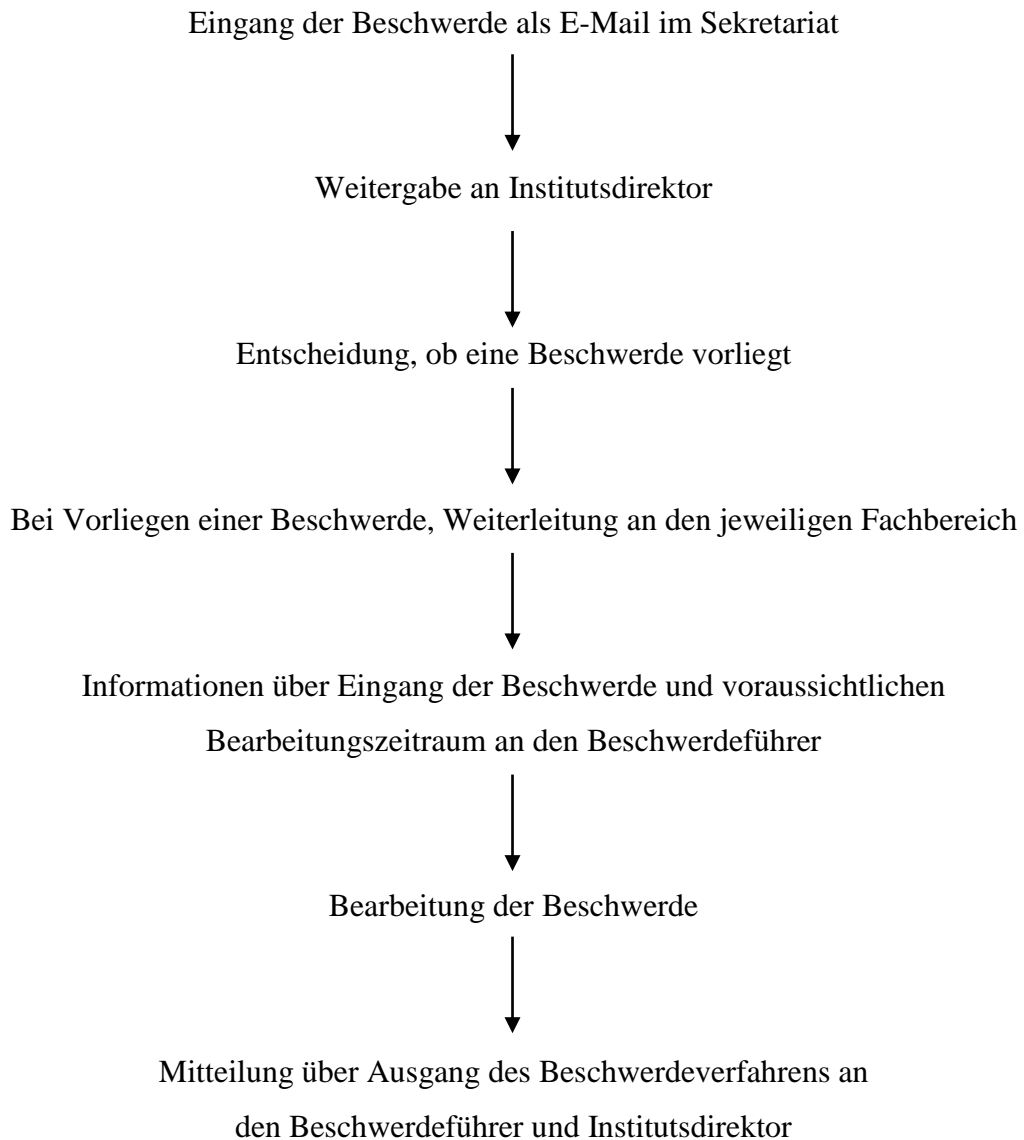 Eingang der Beschwerde als E-Mail im Sekretariat
Weitergabe an Institutsdirektor
Entscheidung, ob eine Beschwerde vorliegt
Bei Vorliegen einer Beschwerde, Weiterleitung an den jeweiligen Fachbereich
Informationen über Eingang der Beschwerde und voraussichtlichen
Bearbeitungszeitraum an den Beschwerdeführer
Bearbeitung der Beschwerde
Mitteilung über Ausgang des Beschwerdeverfahrens an
den Beschwerdeführer und Institutsdirektor